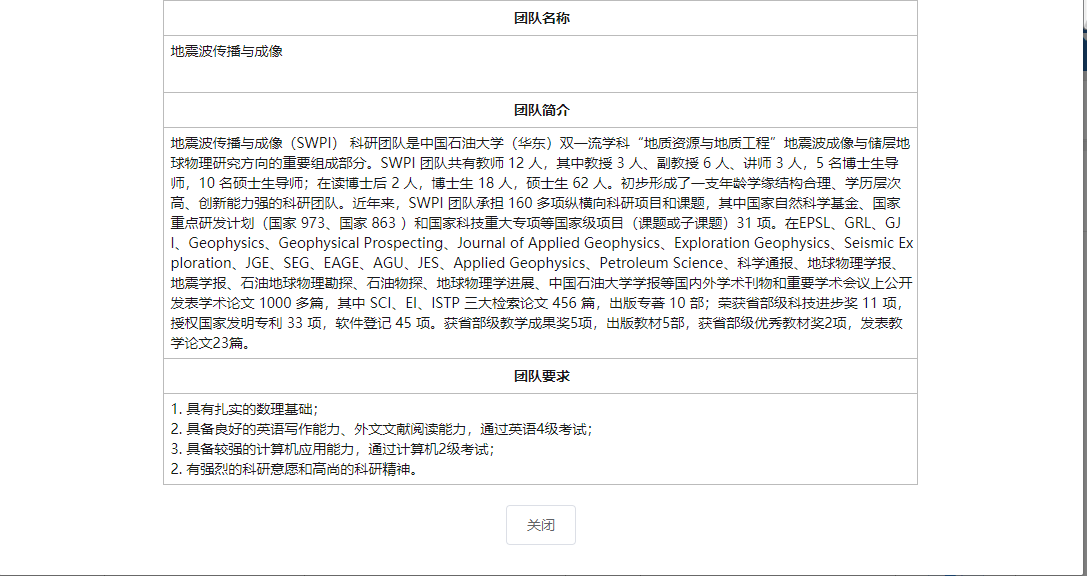 团队名称
地震波传播与成像
团队简介
地震波传播与成像（SWPI） 科研团队是中国石油大学（华东）双一流学科“地质资源与地质工程”地震波成像与储层地
球物理研究方向的重要组成部分。SWPI 团队共有教师 12 人，其中教授 3 人、副教授 6 人、讲师 3 人，5 名博士生导
师，10 名硕士生导师；在读博士后 2 人，博士生 18 人，硕士生 62 人。初步形成了一支年龄学缘结构合理、学历层次
高、创新能力强的科研团队。近年来，SWPI 团队承担 160 多项纵横向科研项目和课题，其中国家自然科学基金、国家
重点研发计划（国家 973、国家 863 ）和国家科技重大专项等国家级项目（课题或子课题）31 项。在EPSL、GRL、GJ
I、Geophysics、Geophysical Prospecting、Journal of Applied Geophysics、Exploration Geophysics、Seismic Ex
ploration、JGE、SEG、EAGE、AGU、JES、Applied Geophysics、Petroleum Science、科学通报、地球物理学报、
地震学报、石油地球物理勘探、石油物探、地球物理学进展、中国石油大学学报等国内外学术刊物和重要学术会议上公开
发表学术论文 1000 多篇，其中 SCI、EI、ISTP 三大检索论文 456 篇，出版专著 10 部；荣获省部级科技进步奖 11 项，
授权国家发明专利 33 项，软件登记 45 项。获省部级教学成果奖5项，出版教材5部，获省部级优秀教材奖2项，发表教
学论文23篇。
团队要求
1. 具有扎实的数理基础；
2. 具备良好的英语写作能力、外文文献阅读能力，通过英语4级考试；
3. 具备较强的计算机应用能力，通过计算机2级考试；
2. 有强烈的科研意愿和高尚的科研精神。
关闭